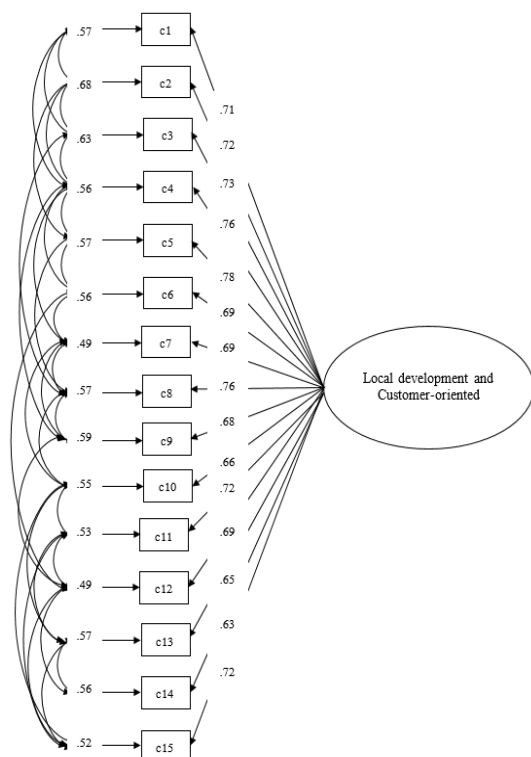 .57 c1
.71
.68 c2
.72
.63 c3
.73
.56 c4
.76
.57 c5
.78
.56 c6
.69
.49 c7
.69
Local development and
Customer-oriented
.57 c8
.76
.68
.59 c9
.66
.55 c10
.72
.53 c11
.69
.49 c12
.65
.63
.57 c13
.72
.56 c14
.52 c15